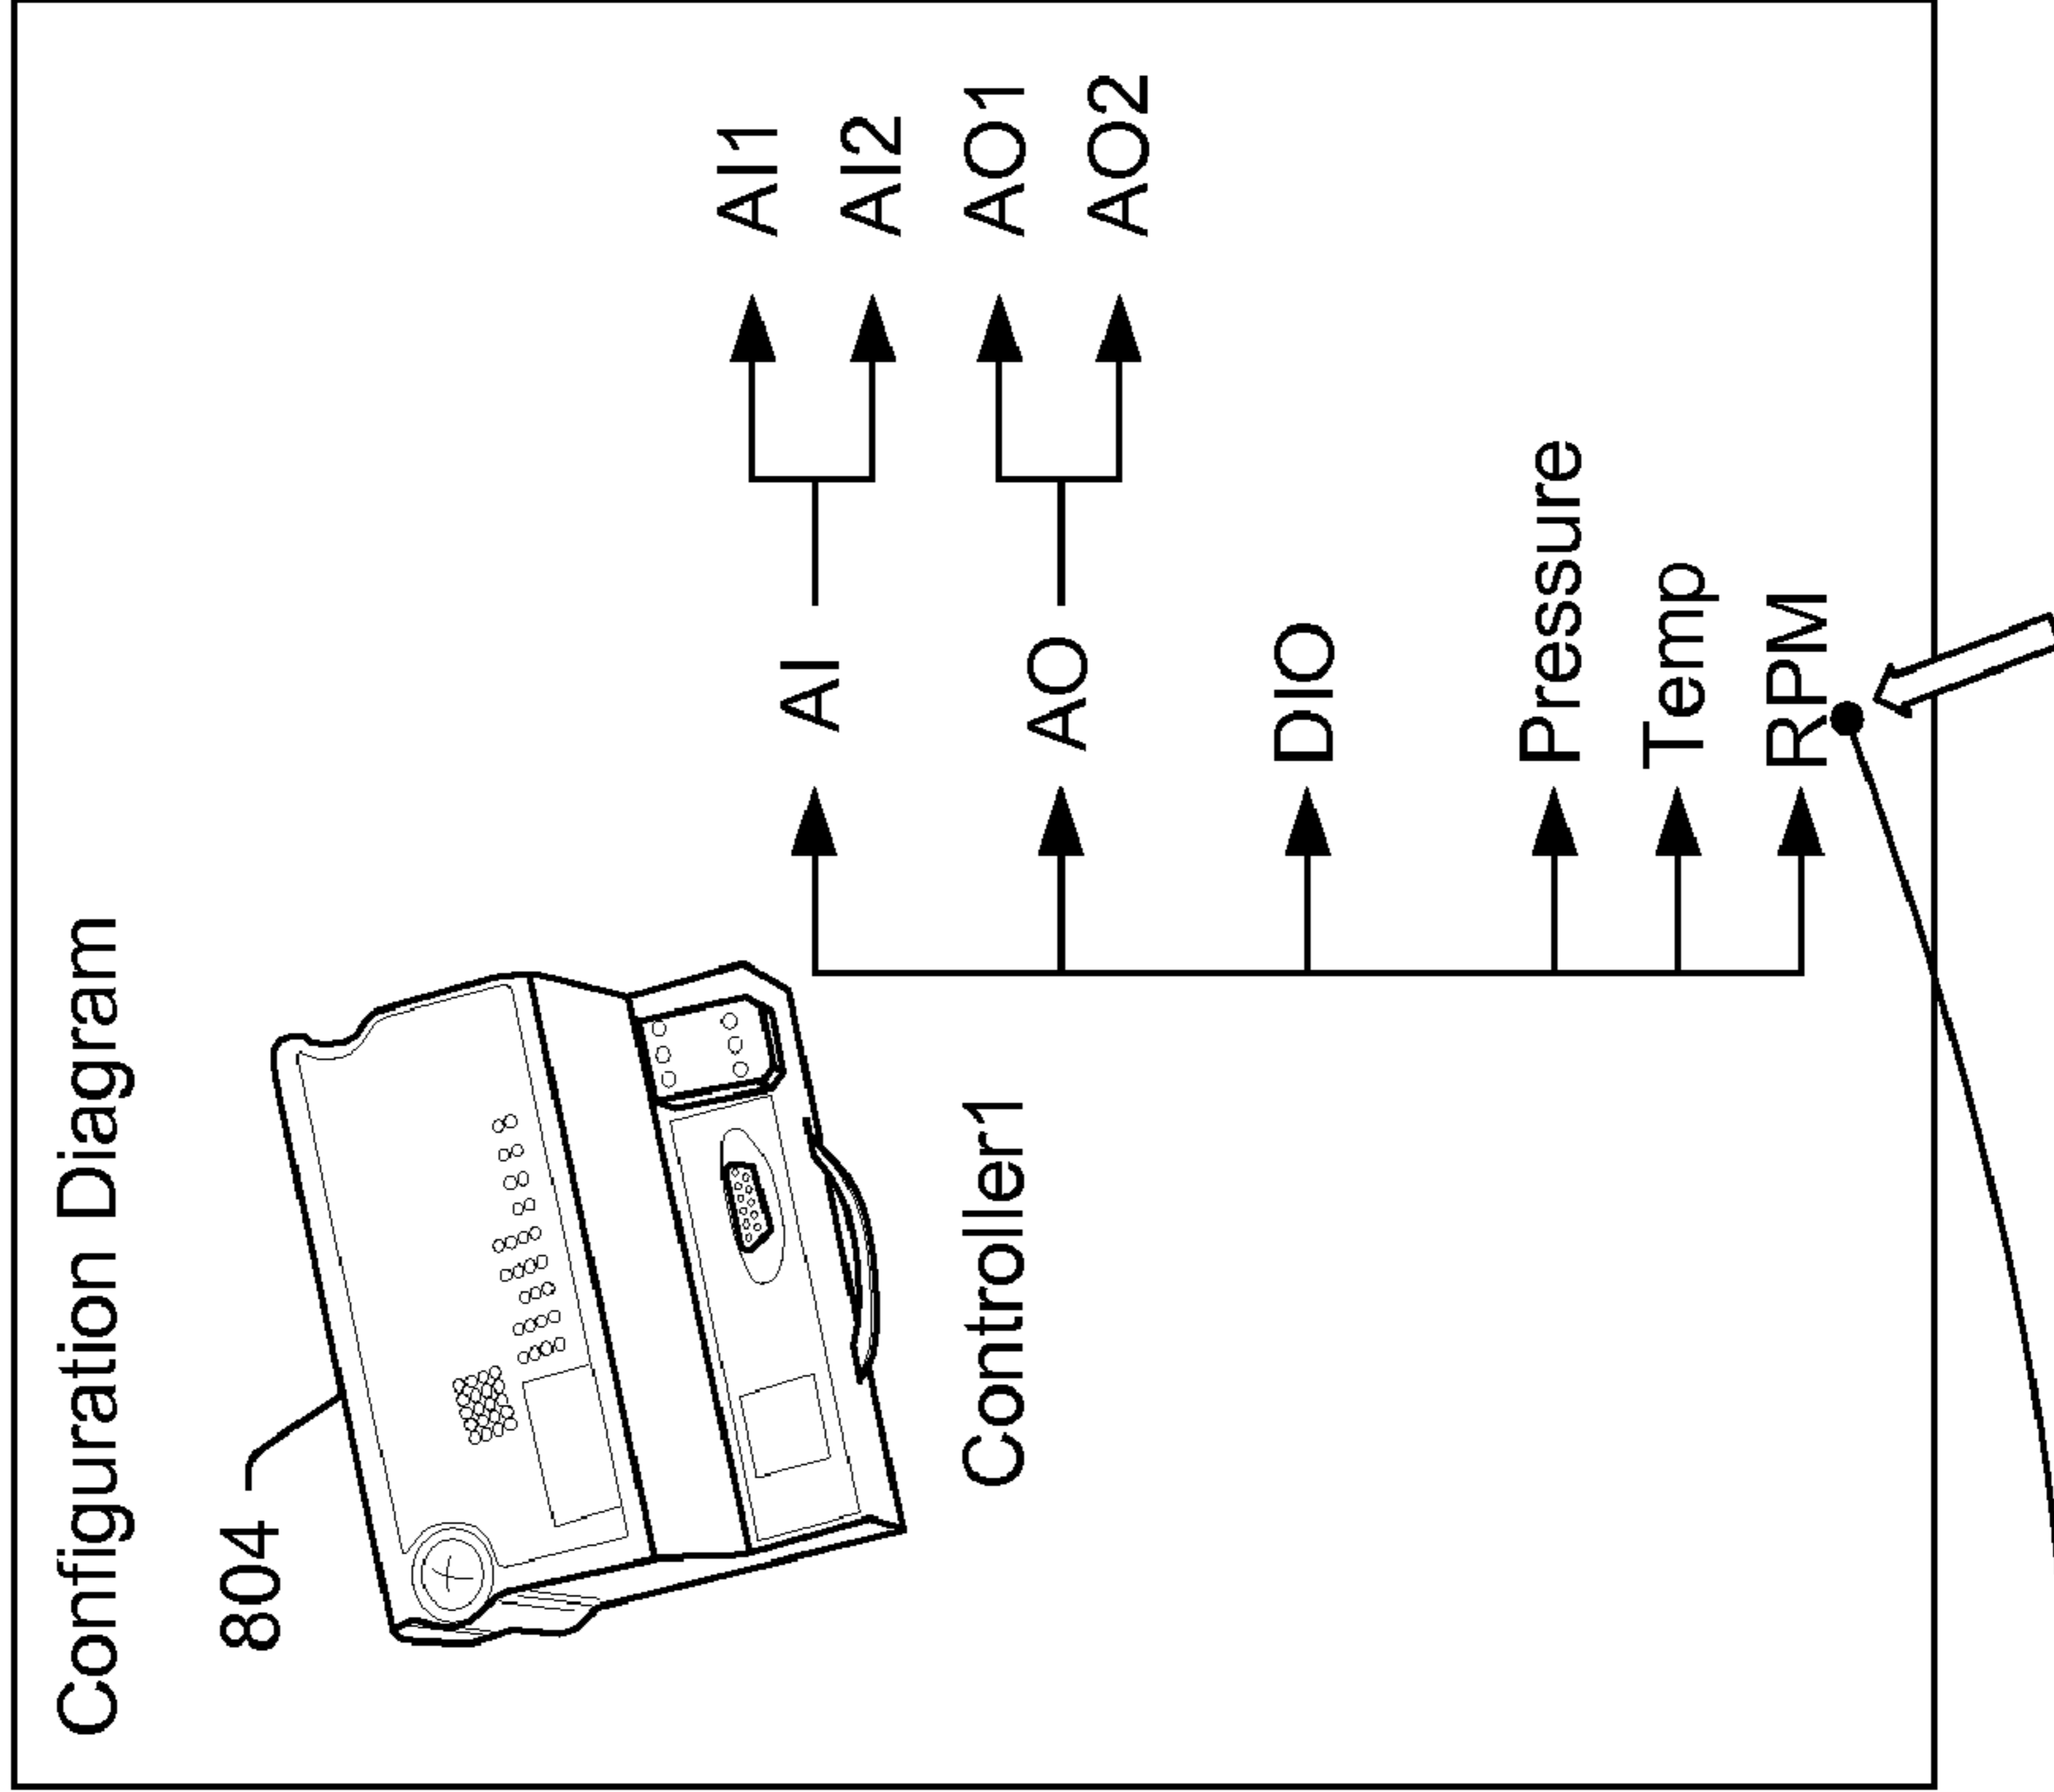 Configuration Diagram
804
Controller1
AI
AI1
AI2
AO
AO1
AO2
DIO
Pressure
Temp
RPM